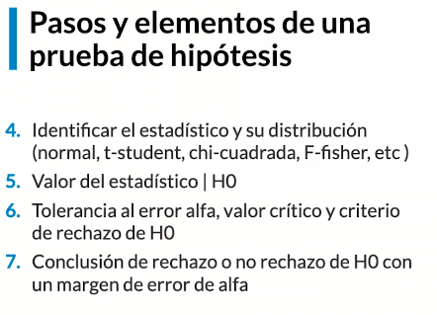 Pasos y elementos de una
prueba de hipótesis
4. Identificar el estadístico y su distribución
(normal, t-student, chi-cuadrada, F-fisher, etc )
5. Valor del estadístico | H0
6. Tolerancia al error alfa, valor crítico y criterio
de rechazo de H0
7. Conclusión de rechazo o no rechazo de H0 con
un margen de error de alfa